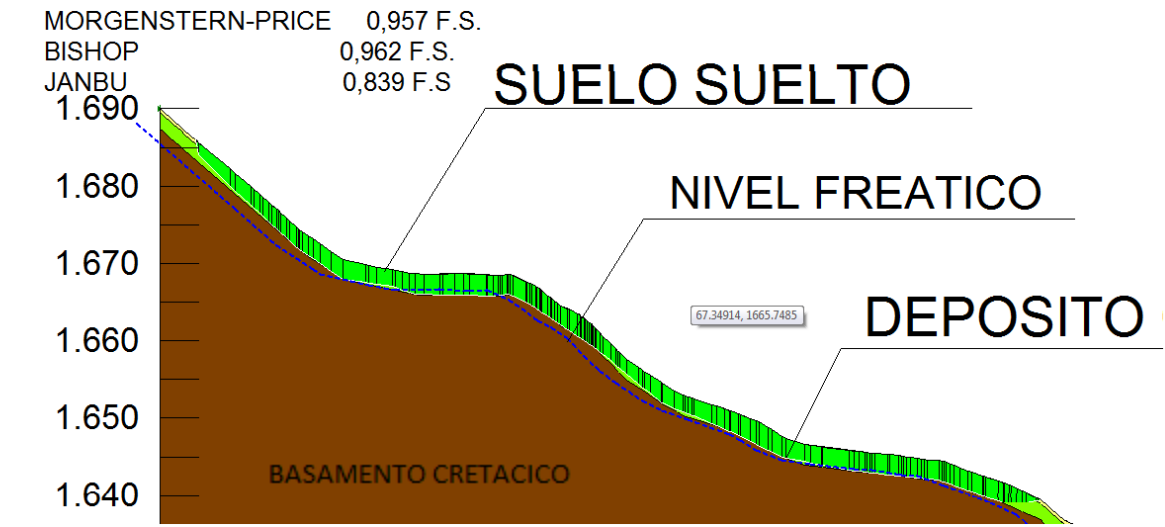 MORGENSTERN-PRICE 0,957 F.S.
BISHOP 0,962 F.S.
JANBU 0,839 F.S
SUELO SUELTO
1.690
1.680
NIVEL FREATICO
1.670
67.34914, 1665.7485
DEPOSITO
1.660
1.650
BASAMENTO CRETACICO
1.640